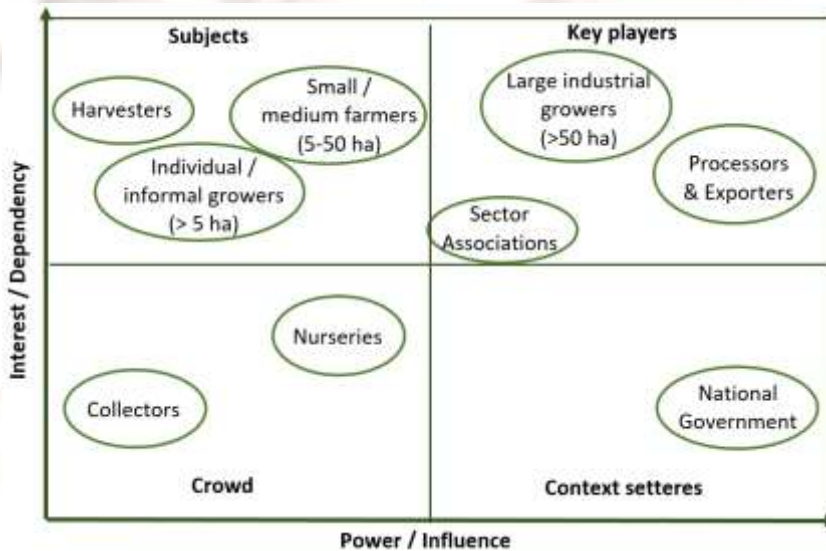 Subjects
Key players
Harvesters
Small /
medium farmers
(5-50 ha)
Large industrial
growers
(>50 ha)
Individual /
informal growers
(> 5 ha)
Processors
& Exporters
Sector
Associations
Nurseries
Collectors
National
Government
Crowd
Context setteres
Interest / Dependency
Power / Influence